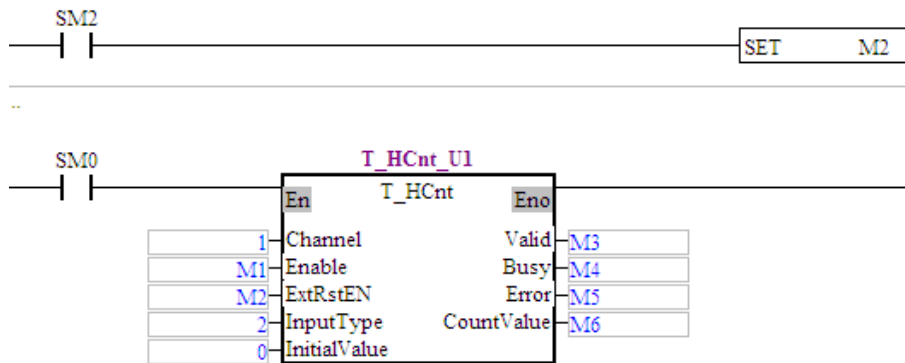 SM2
SET M2
..
SM0
T_HCnt_U1
T_HCnt
En Eno
1 Channel Valid M3
M1 Enable Busy M4
M2 ExtRstEN Error M5
2 InputType CountValue M6
0 InitialValue